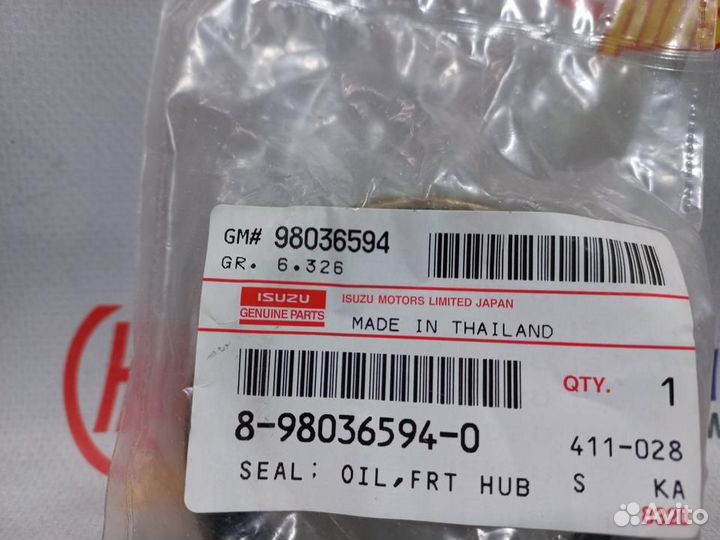 GM# 98036594
GR. 6.326
ISUZU
GENUINE PARTS
ISUZU MOTORS LIMITED JAPAN
MADE IN THAILAND
8-98036594-0
QTY. 1
411-028
SEAL; OIL,FRT HUB S KA
Avito